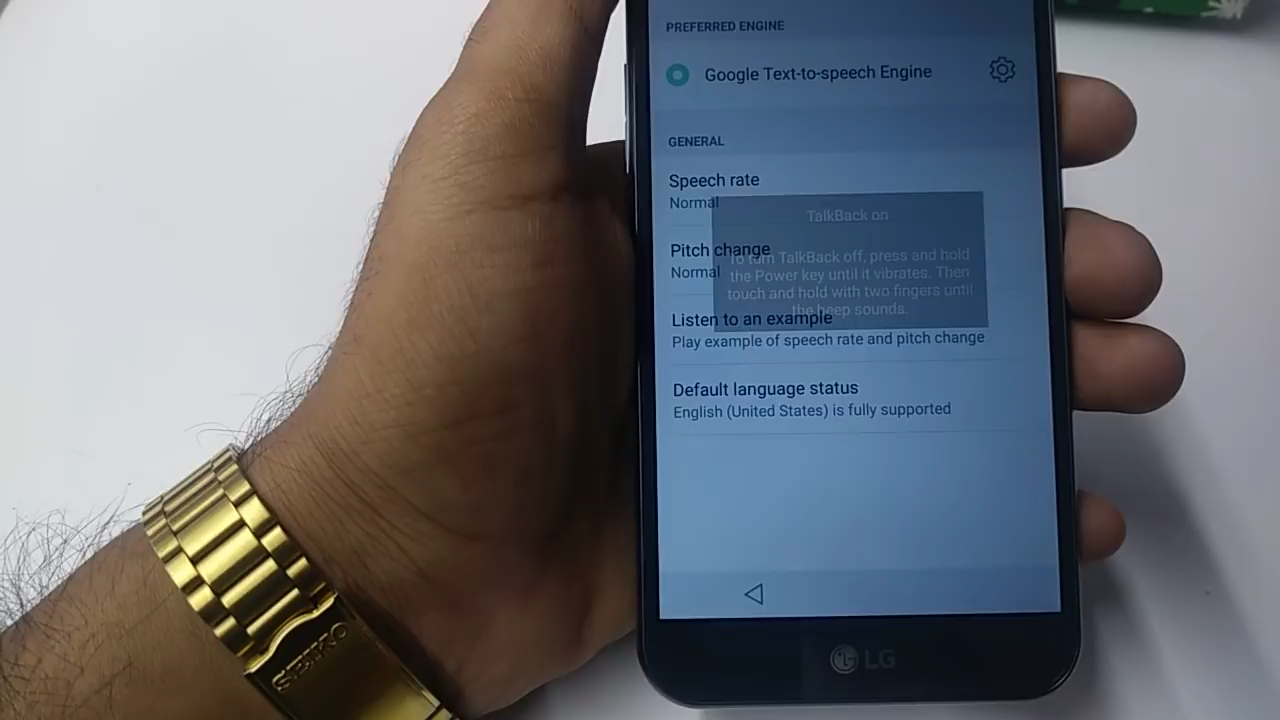 PREFERRED ENGINE
Google Text-to-speech Engine
GENERAL
Speech rate
Normal
TalkBack on
Pitch change
Normal
To turn TalkBack off, press and hold
the Power key until it vibrates. Then
touch and hold with two fingers until
the beep sounds.
Listen to an example
Play example of speech rate and pitch change
Default language status
English (United States) is fully supported
LG
SEIKO